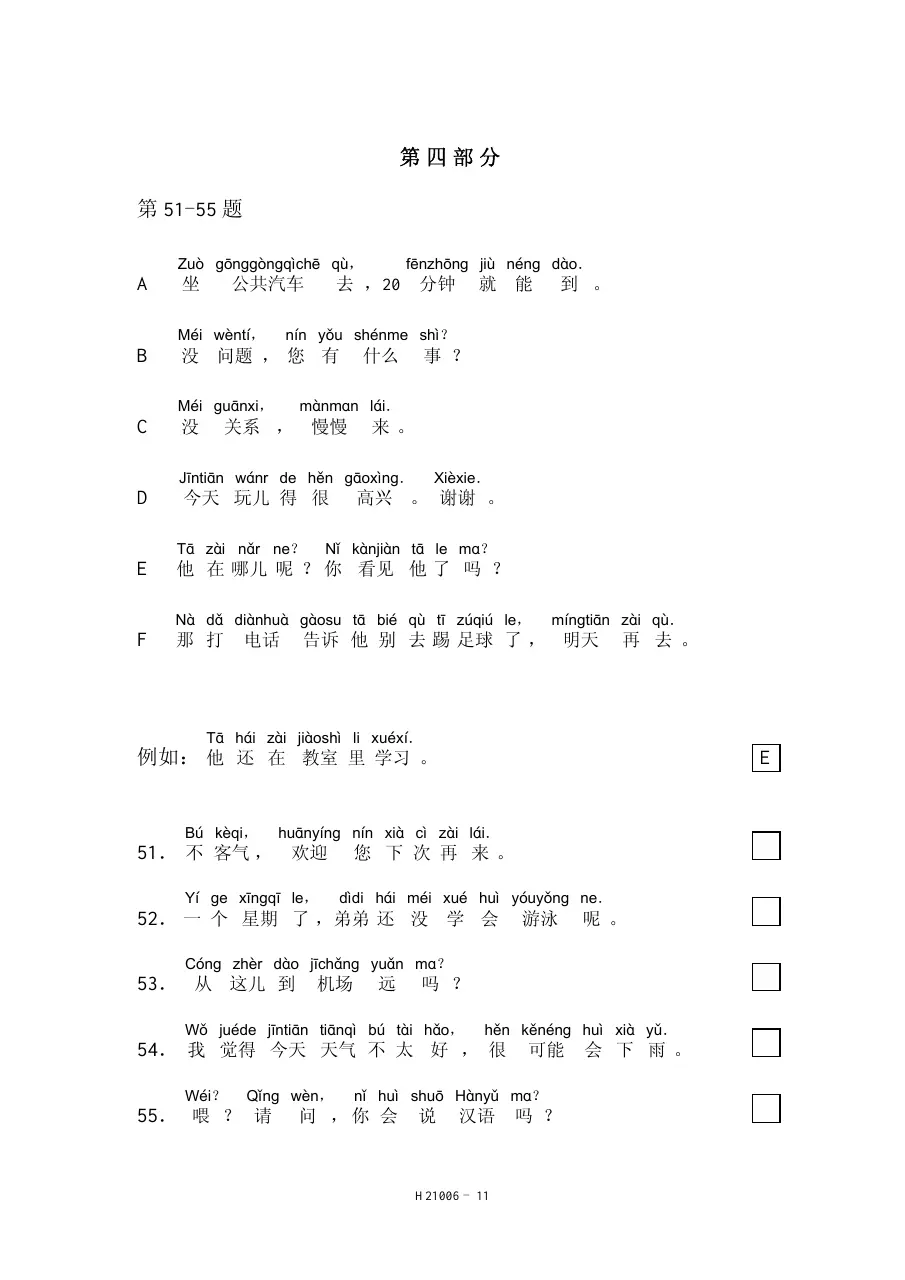 第四部分
第 51-55 题
Zuò gōnggòngqìchē qù, fēnzhōng jiù néng dào.
A 坐 公共汽车 去 ，20 分钟 就 能 到 。
Méi wèntí, nín yǒu shénme shì?
B 没 问题 ，您 有 什么 事 ？
Méi guānxi, mànman lái.
C 没 关系 ， 慢慢 来 。
Jīntiān wánr de hěn gāoxìng. Xièxie.
D 今天 玩儿 得 很 高兴 。 谢谢 。
Tā zài nǎr ne? Nǐ kànjiàn tā le ma?
E 他 在 哪儿 呢 ？你 看见 他 了 吗 ？
Nà dǎ diànhuà gàosu tā bié qù tī zúqiú le, míngtiān zài qù.
F 那 打 电话 告诉 他 别 去 踢 足球 了 ， 明天 再 去 。
Tā hái zài jiàoshì li xuéxí.
例如： 他 还 在 教室 里 学习 。 E
Bú kèqi, huānyíng nín xià cì zài lái.
51. 不 客气 ， 欢迎 您 下 次 再 来 。
Yí ge xīngqī le, dìdi hái méi xué huì yóuyǒng ne.
52. 一 个 星期 了 ，弟弟 还 没 学 会 游泳 呢 。
Cóng zhèr dào jīchǎng yuǎn ma?
53. 从 这儿 到 机场 远 吗 ？
Wǒ juéde jīntiān tiānqì bú tài hǎo, hěn kěnéng huì xià yǔ.
54. 我 觉得 今天 天气 不 太 好 ， 很 可能 会 下 雨 。
Wéi? Qǐng wèn, nǐ huì shuō Hànyǔ ma?
55. 喂 ？ 请 问 ，你 会 说 汉语 吗 ？
H21006 - 11